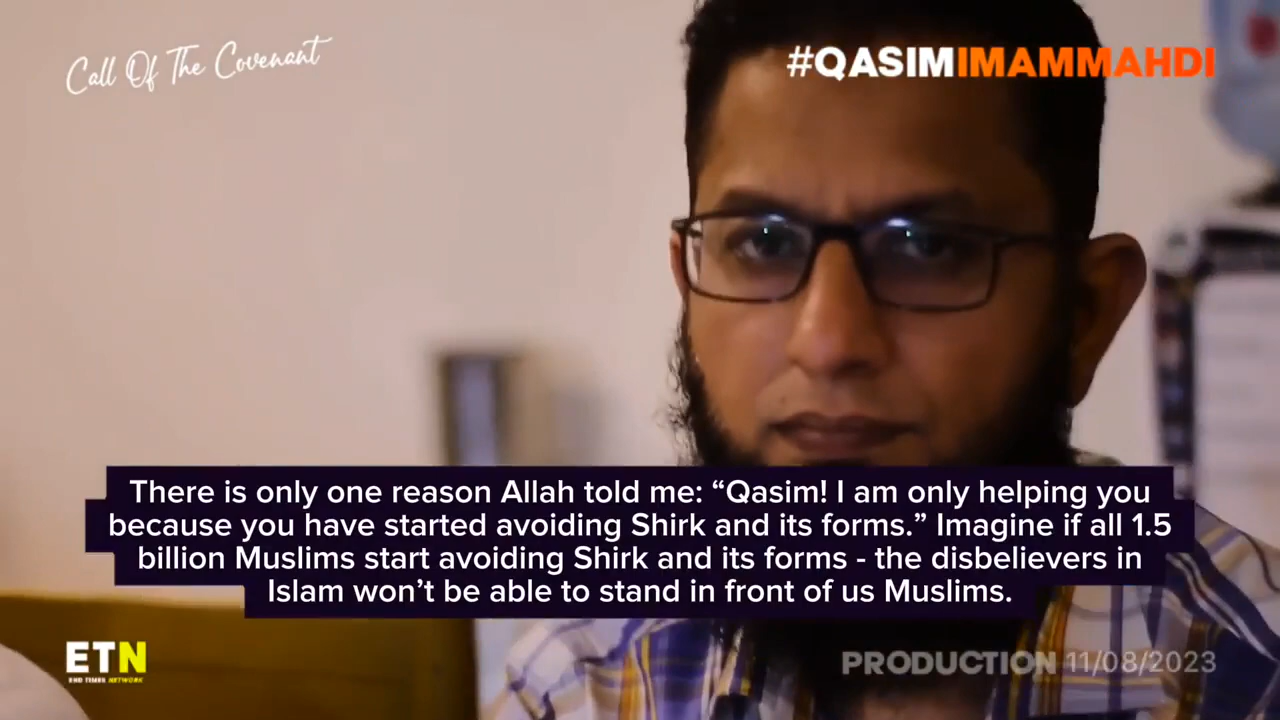 Call Of The Covenant
#QASIMIMAMMAHDI
There is only one reason Allah told me: “Qasim! I am only helping you
because you have started avoiding Shirk and its forms.” Imagine if all 1.5
billion Muslims start avoiding Shirk and its forms - the disbelievers in
Islam won’t be able to stand in front of us Muslims.
ETN
END TIMES NETWORK
PRODUCTION 11/08/2023